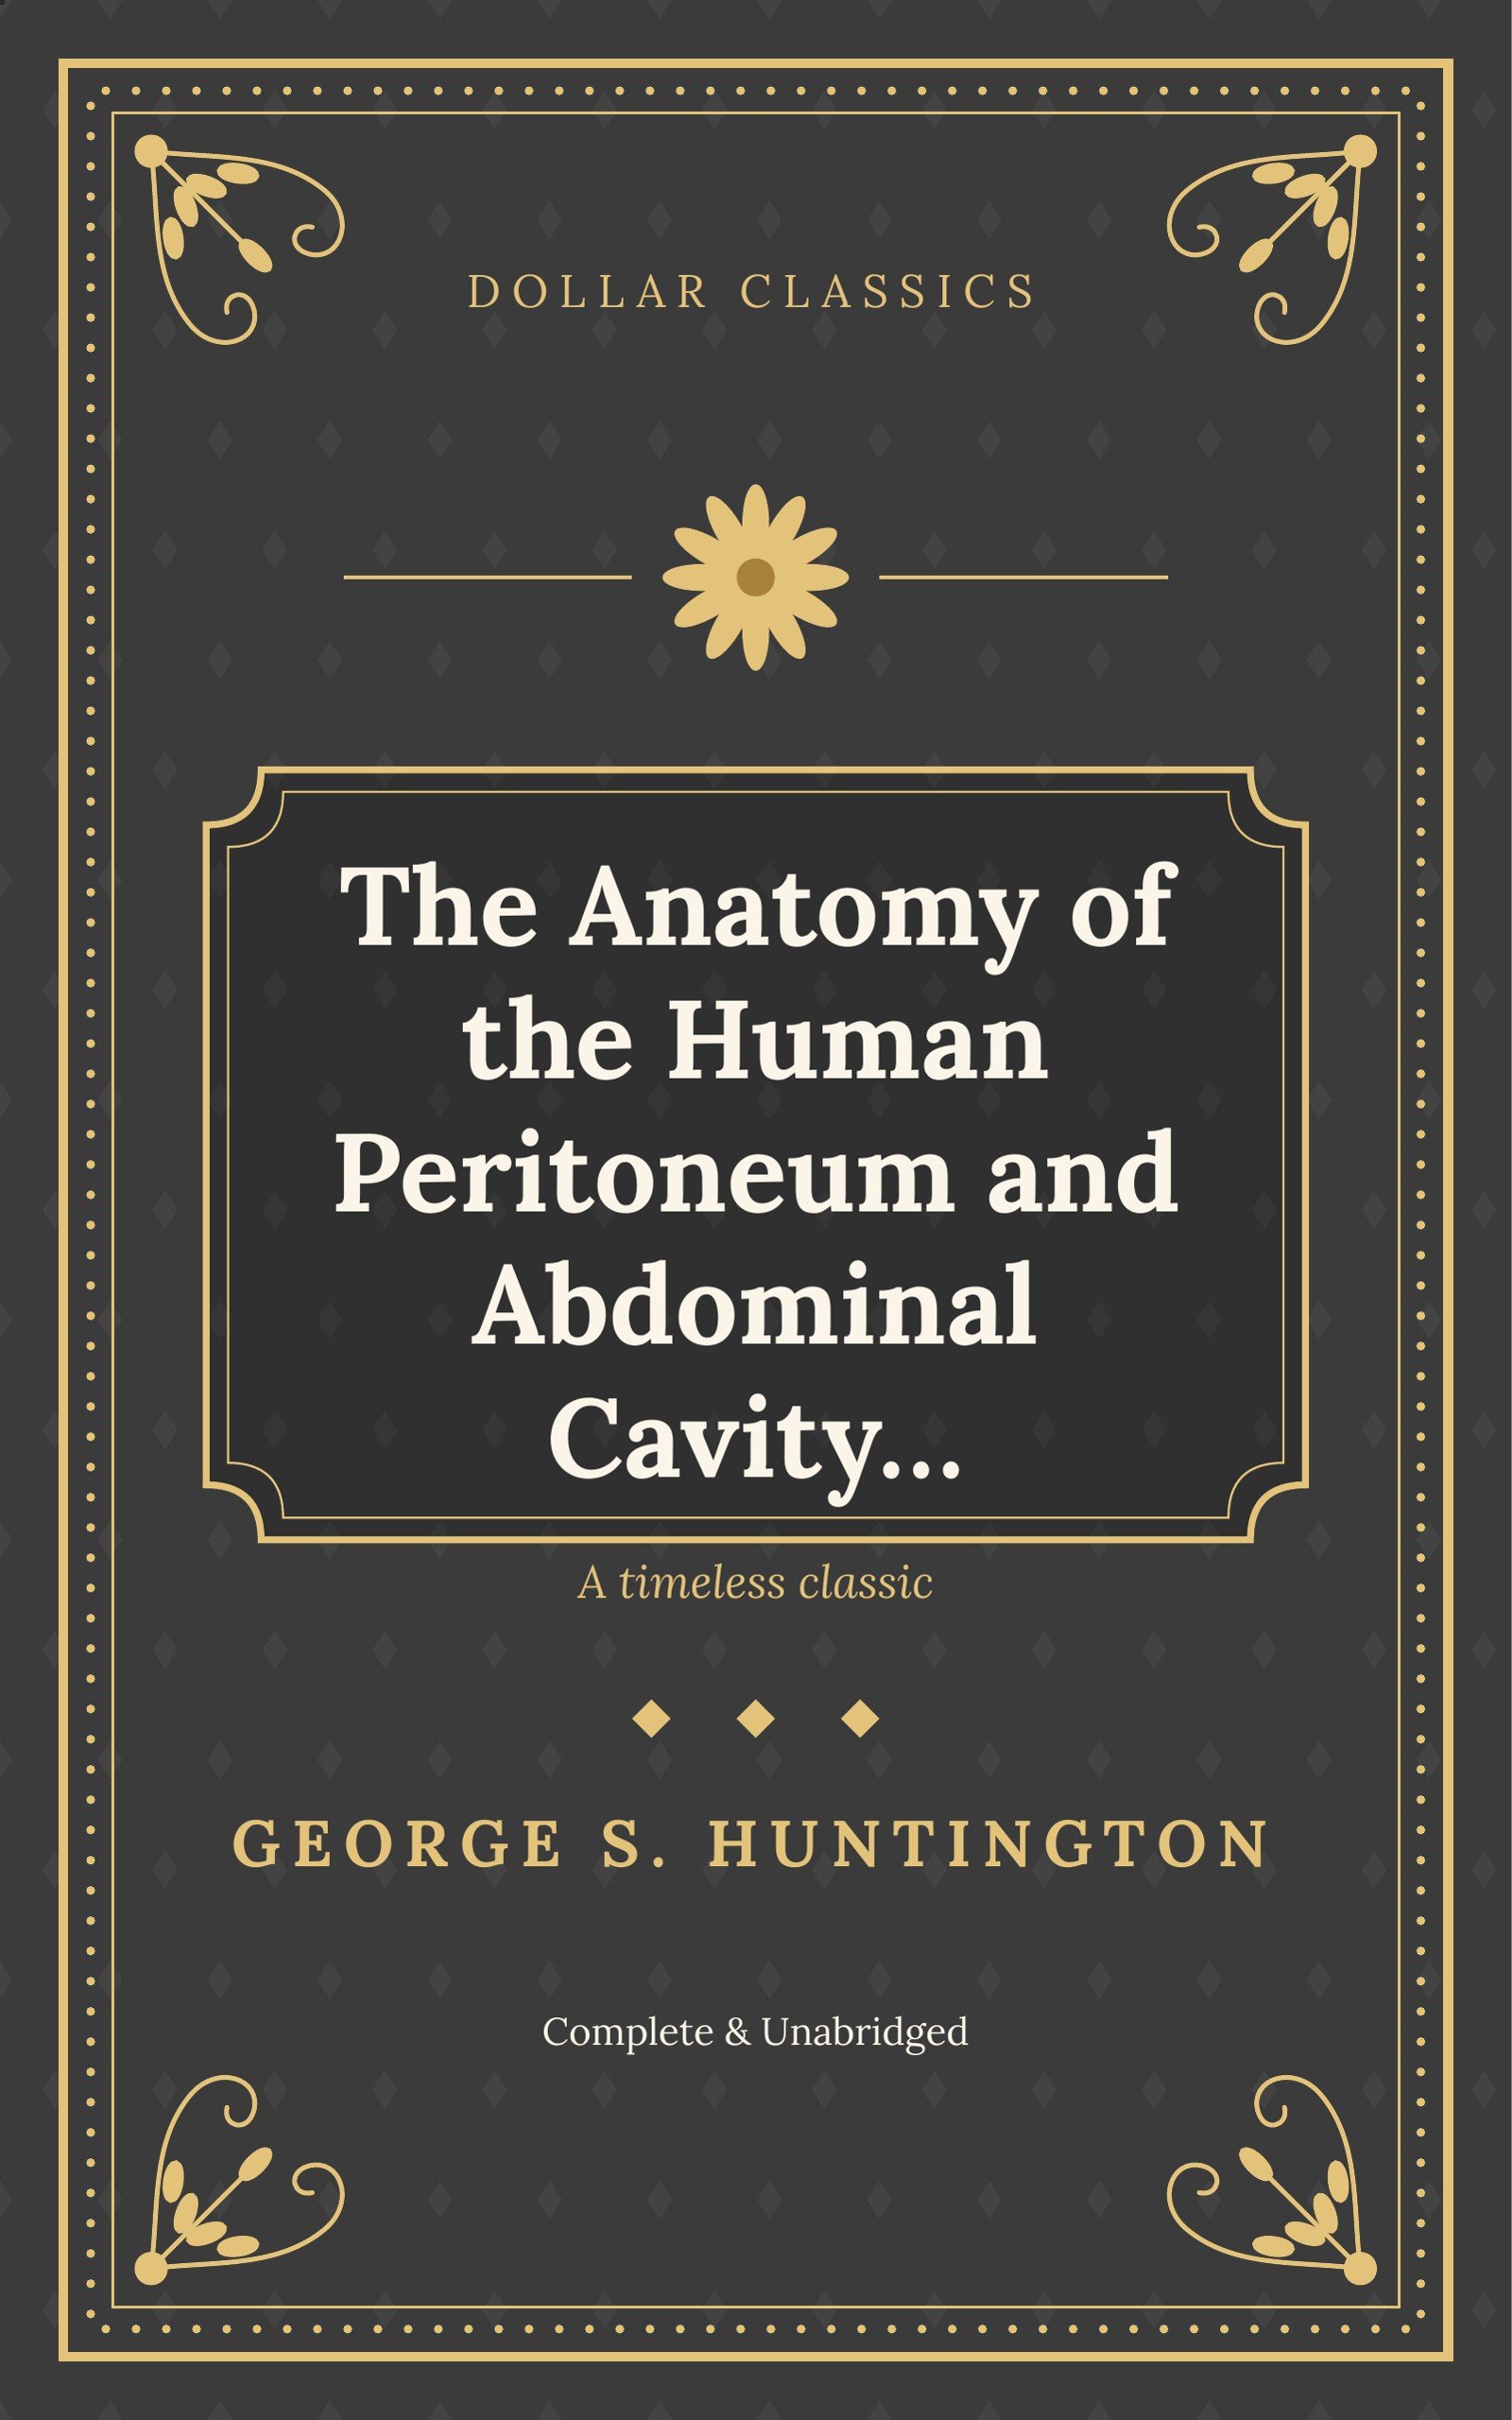 DOLLAR CLASSICS
The Anatomy of
the Human
Peritoneum and
Abdominal
Cavity...
A timeless classic
GEORGE S. HUNTINGTON
Complete & Unabridged